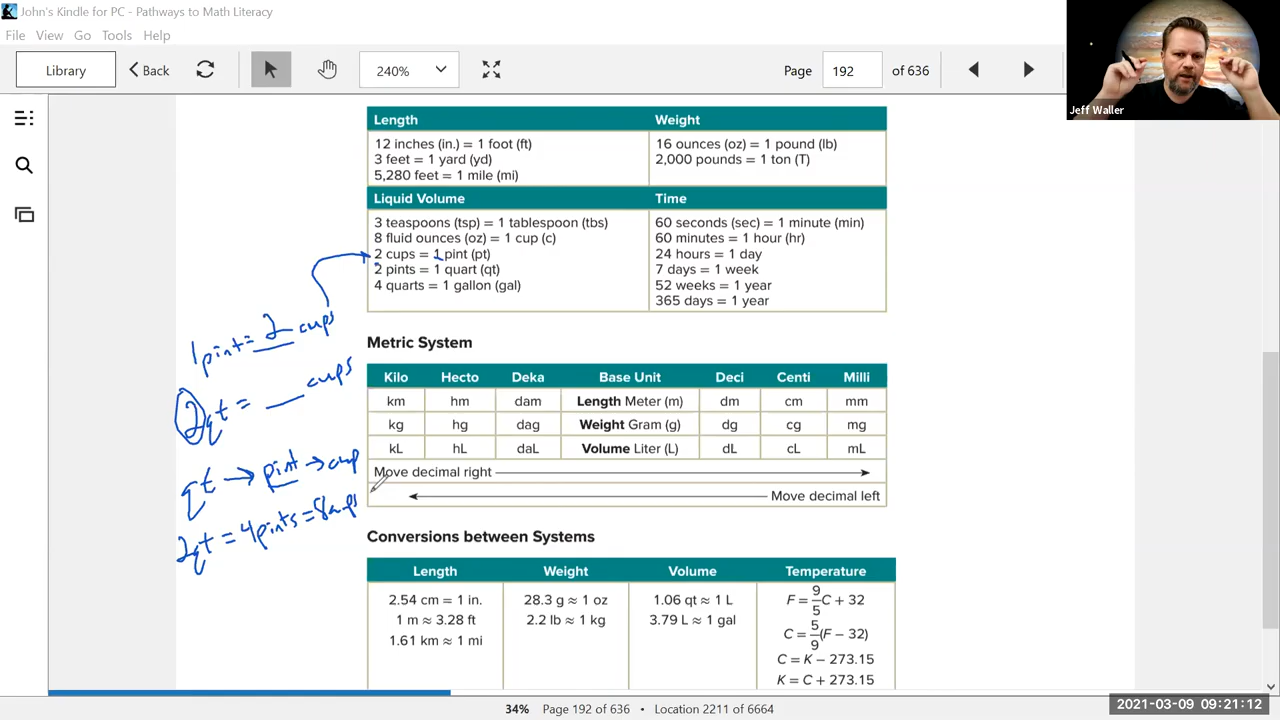 John's Kindle for PC - Pathways to Math Literacy
File View Go Tools Help
Library Back 240% Page 192 of 636
Jeff Waller
Length Weight
12 inches (in.) = 1 foot (ft) 16 ounces (oz) = 1 pound (lb)
3 feet = 1 yard (yd) 2,000 pounds = 1 ton (T)
5,280 feet = 1 mile (mi)
Liquid Volume Time
3 teaspoons (tsp) = 1 tablespoon (tbs) 60 seconds (sec) = 1 minute (min)
8 fluid ounces (oz) = 1 cup (c) 60 minutes = 1 hour (hr)
2 cups = 1 pint (pt) 24 hours = 1 day
2 pints = 1 quart (qt) 7 days = 1 week
4 quarts = 1 gallon (gal) 52 weeks = 1 year
365 days = 1 year
1 pint = 2 cups
2qt = __ cups
qt → pint → cup
2qt = 4pints = 8cups
Metric System
Kilo Hecto Deka Base Unit Deci Centi Milli
km hm dam Length Meter (m) dm cm mm
kg hg dag Weight Gram (g) dg cg mg
kL hL daL Volume Liter (L) dL cL mL
Move decimal right
Move decimal left
Conversions between Systems
Length Weight Volume Temperature
2.54 cm = 1 in. 28.3 g ≈ 1 oz 1.06 qt ≈ 1 L F = 9/5 C + 32
1 m ≈ 3.28 ft 2.2 lb ≈ 1 kg 3.79 L ≈ 1 gal C = 5/9 (F − 32)
1.61 km ≈ 1 mi C = K − 273.15
K = C + 273.15
34% Page 192 of 636 • Location 2211 of 6664
2021-03-09 09:21:12